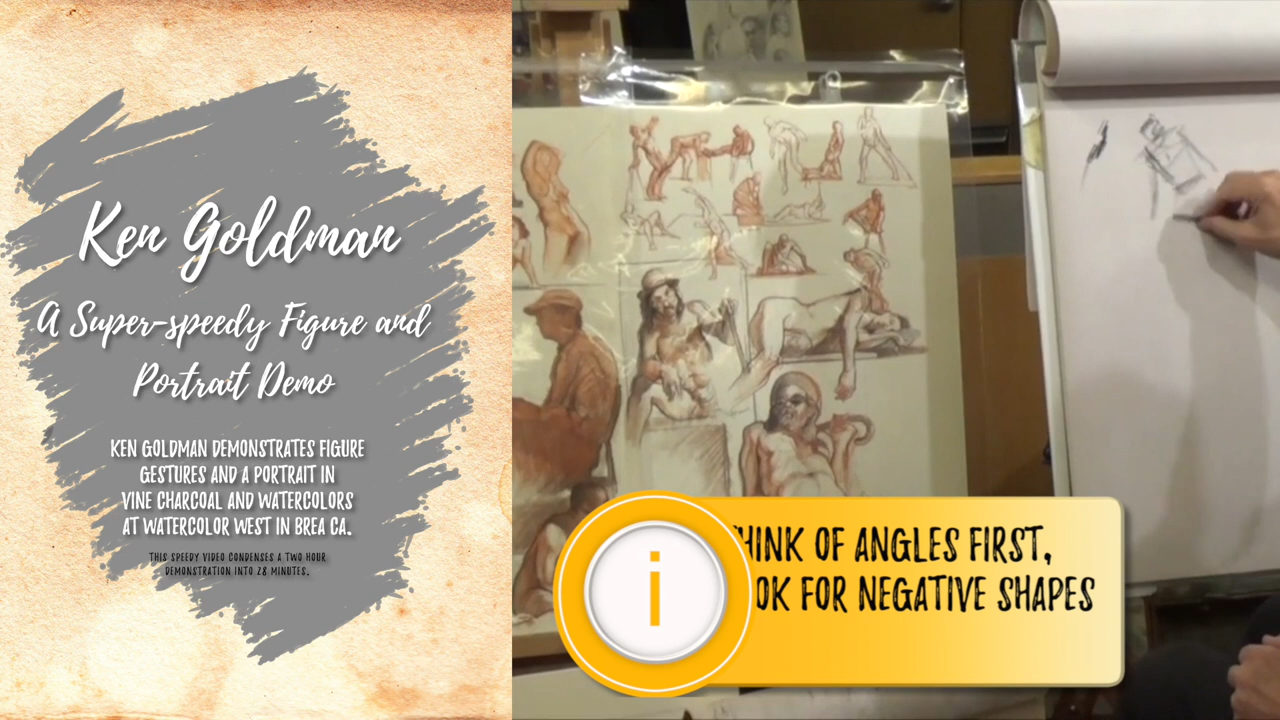 Ken Goldman
A Super-speedy Figure and
Portrait Demo
KEN GOLDMAN DEMONSTRATES FIGURE
GESTURES AND A PORTRAIT IN
VINE CHARCOAL AND WATERCOLORS
AT WATERCOLOR WEST IN BREA CA.
THIS SPEEDY VIDEO CONDENSES A TWO HOUR
DEMONSTRATION INTO 28 MINUTES.
i
HINK OF ANGLES FIRST,
OK FOR NEGATIVE SHAPES